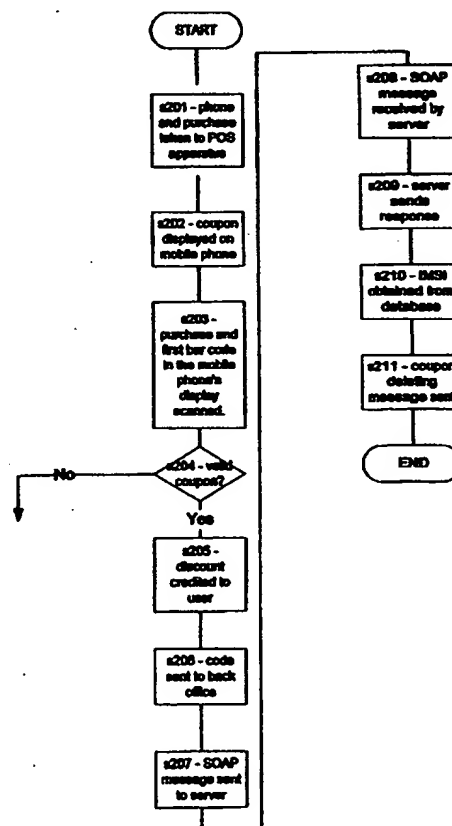 START
s201 - phone
and purchase
taken to POS
apparatus
s202 - coupon
displayed on
mobile phone
s203 -
purchase and
first bar code
in the mobile
phone's
display
scanned.
s204 - valid
coupon?
No
Yes
s205 -
discount
credited to
user
s206 - code
sent to back
office
s207 - SOAP
message sent
to server
s208 - SOAP
message
received by
server
s209 - server
sends
response
s210 - IMSI
obtained from
database
s211 - coupon
deleting
message sent
END